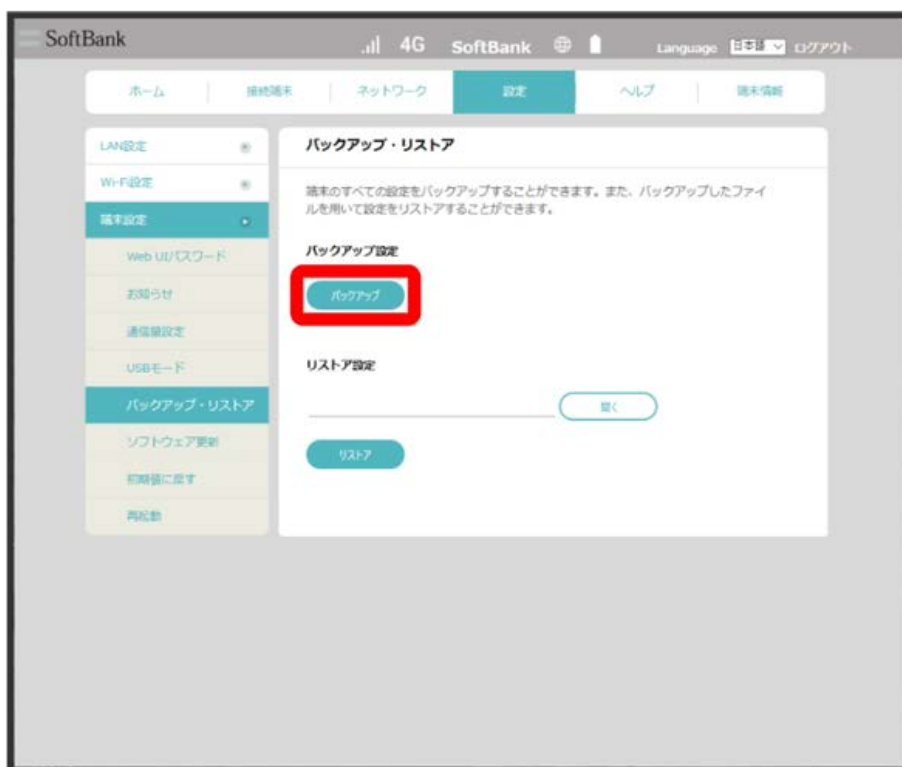 SoftBank
4G SoftBank Language 日本語 ログアウト
ホーム 接続端末 ネットワーク 設定 ヘルプ 端末情報
LAN設定
Wi-Fi設定
端末設定
Web UIパスワード
お知らせ
通信量設定
USBモード
バックアップ・リストア
ソフトウェア更新
初期値に戻す
再起動
バックアップ・リストア
端末のすべての設定をバックアップすることができます。また、バックアップしたファイ
ルを用いて設定をリストアすることができます。
バックアップ設定
バックアップ
リストア設定
開く
リストア